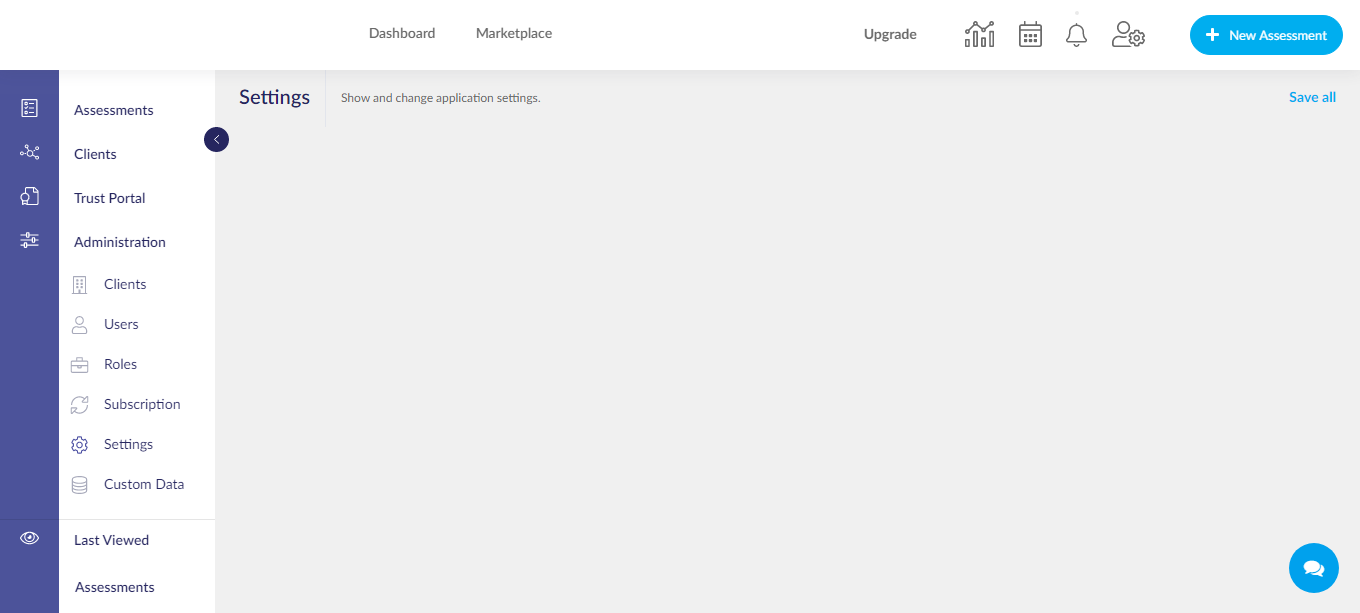 Dashboard Marketplace Upgrade New Assessment
Settings Show and change application settings. Save all
Assessments
Clients
Trust Portal
Administration
Clients
Users
Roles
Subscription
Settings
Custom Data
Last Viewed
Assessments